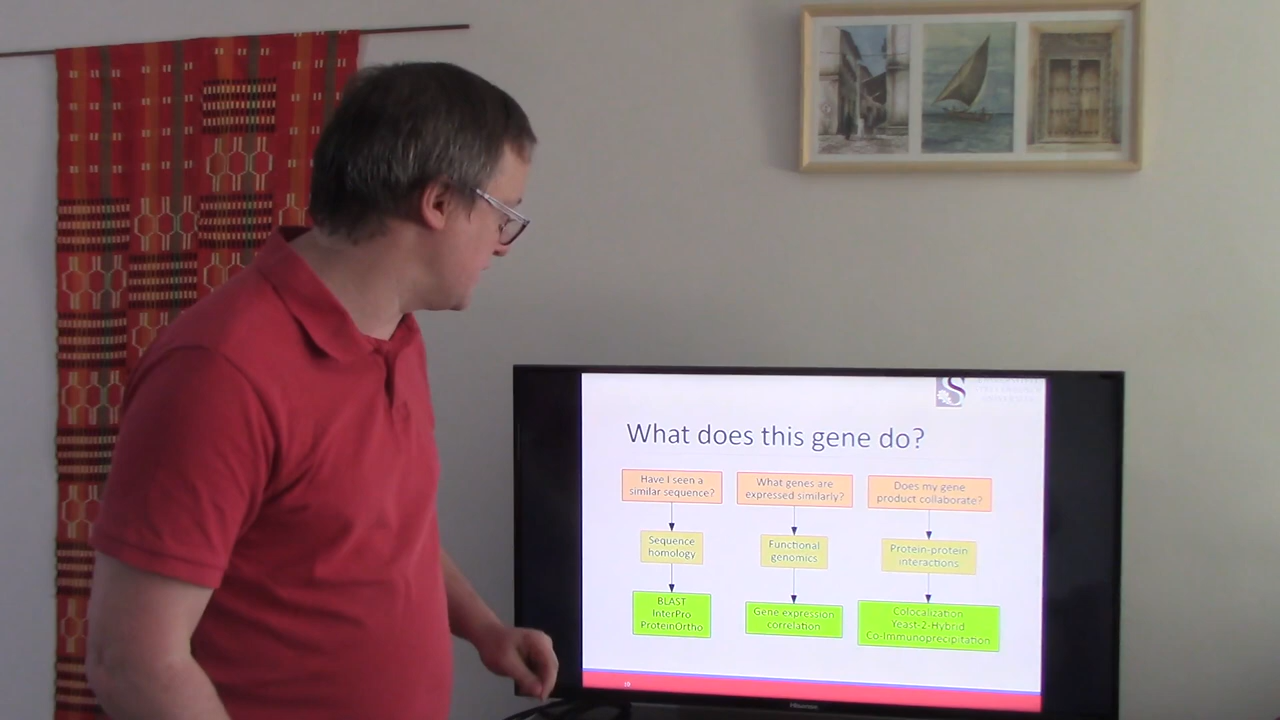 What does this gene do?
Have I seen a
similar sequence?
What genes are
expressed similarly?
Does my gene
product collaborate?
Sequence
homology
Functional
genomics
Protein-protein
interactions
BLAST
InterPro
ProteinOrtho
Gene expression
correlation
Colocalization
Yeast-2-Hybrid
Co-Immunoprecipitation
Hisense